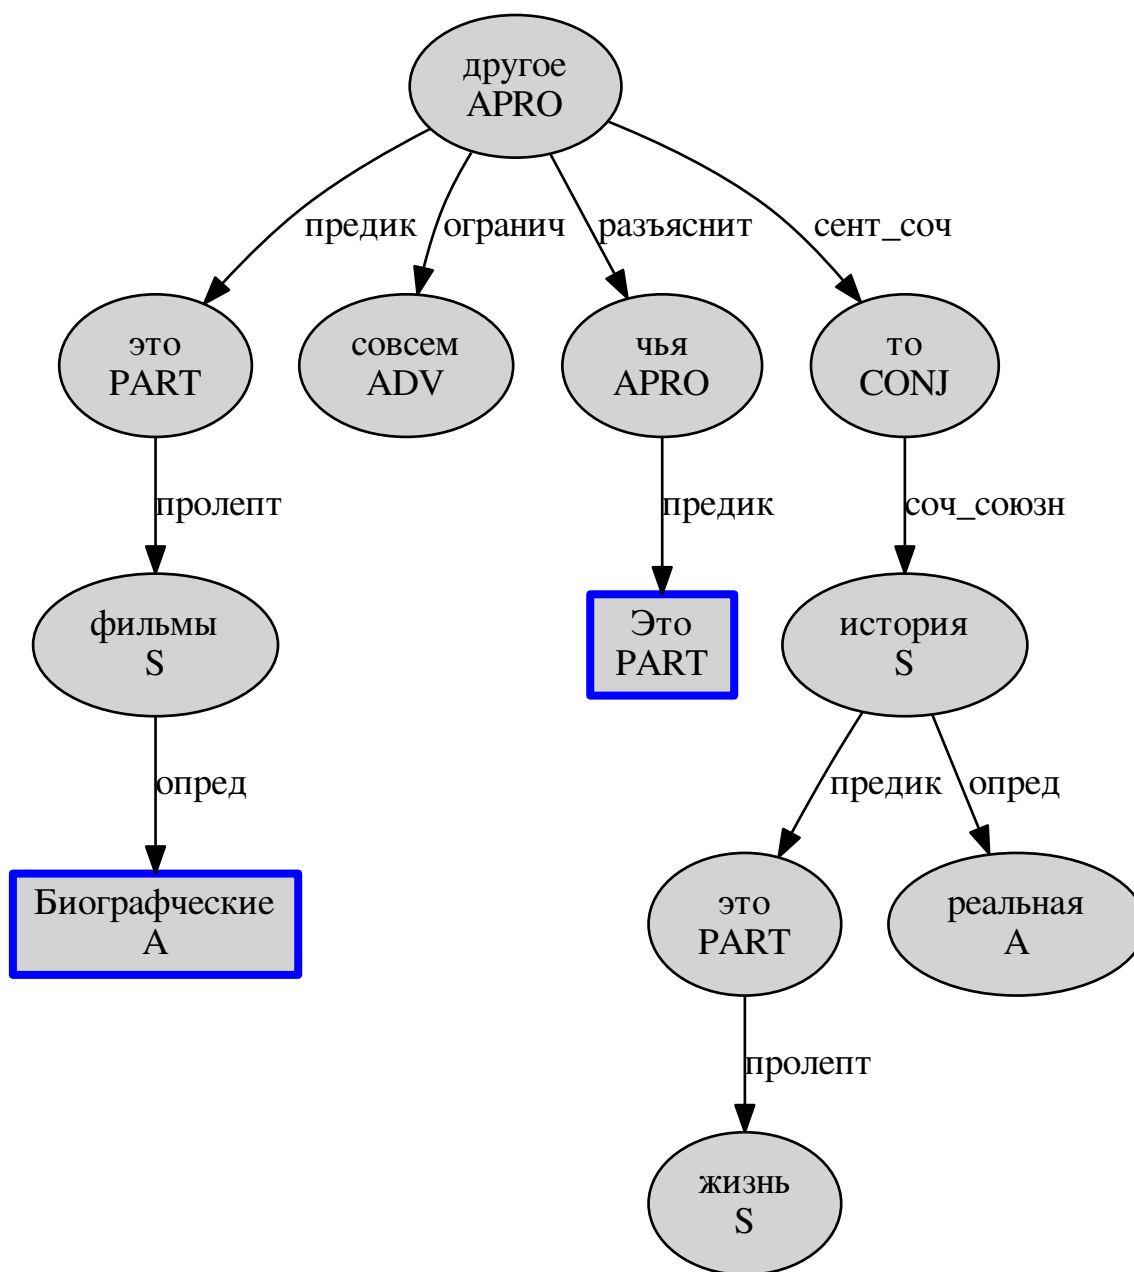 другое
APRO
предик
огранич
разъяснит
сент_соч
это
PART
совсем
ADV
чья
APRO
то
CONJ
пролепт
предик
соч_союзн
фильмы
S
Это
PART
история
S
опред
предик
опред
Биографческие
A
это
PART
реальная
A
пролепт
жизнь
S